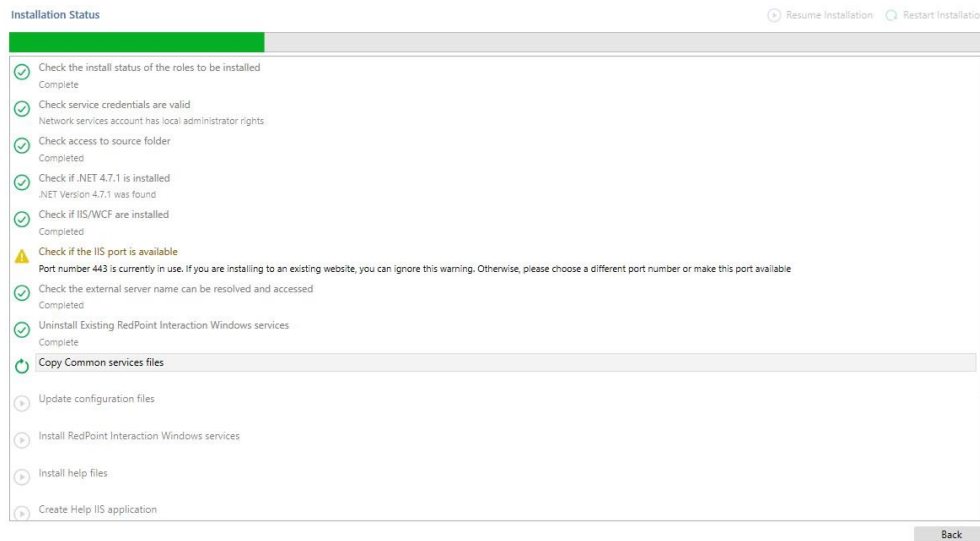 Installation Status
Resume Installation
Restart Installatio
Check the install status of the roles to be installed
Complete
Check service credentials are valid
Network services account has local administrator rights
Check access to source folder
Completed
Check if .NET 4.7.1 is installed
.NET Version 4.7.1 was found
Check if IIS/WCF are installed
Completed
Check if the IIS port is available
Port number 443 is currently in use. If you are installing to an existing website, you can ignore this warning. Otherwise, please choose a different port number or make this port available
Check the external server name can be resolved and accessed
Completed
Uninstall Existing RedPoint Interaction Windows services
Complete
Copy Common services files
Update configuration files
Install RedPoint Interaction Windows services
Install help files
Create Help IIS application
Back